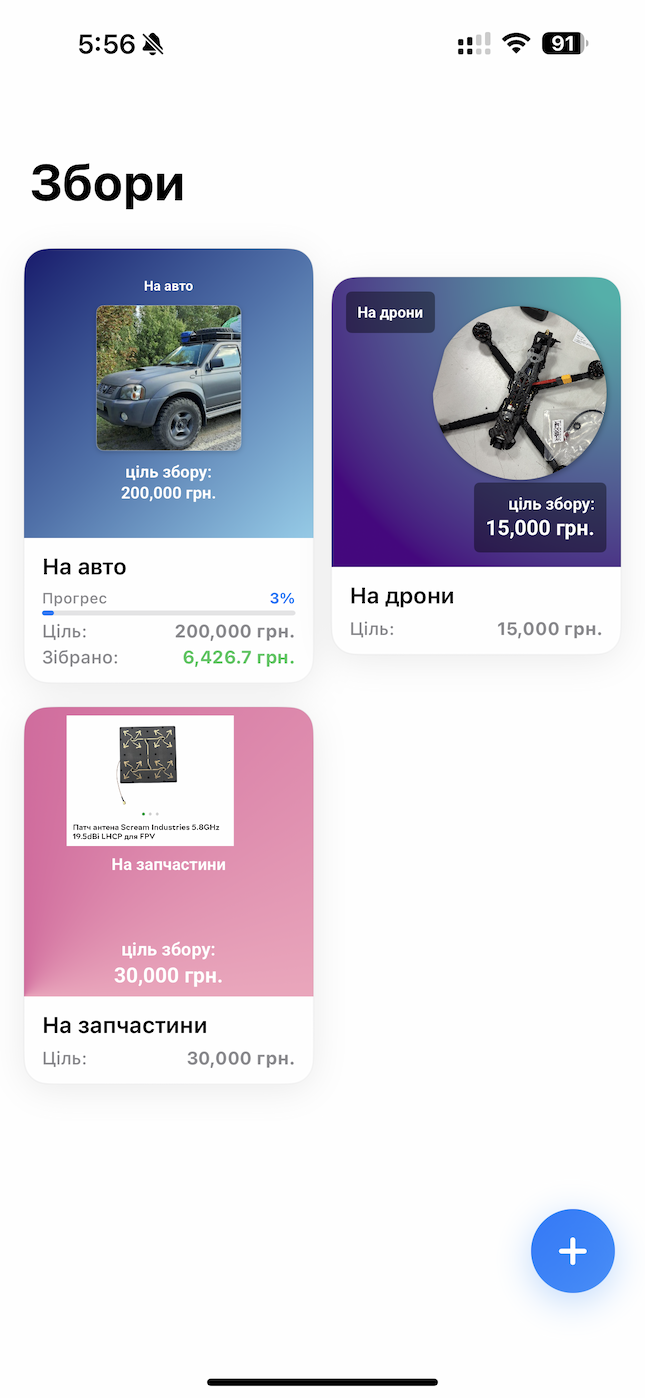 5:56
91
Збори
На авто
ціль збору:
200,000 грн.
На авто
Прогрес 3%
Ціль: 200,000 грн.
Зібрано: 6,426.7 грн.
На дрони
ціль збору:
15,000 грн.
На дрони
Ціль: 15,000 грн.
Патч антена Scream Industries 5.8GHz
19.5dBi LHCP для FPV
На запчастини
ціль збору:
30,000 грн.
На запчастини
Ціль: 30,000 грн.